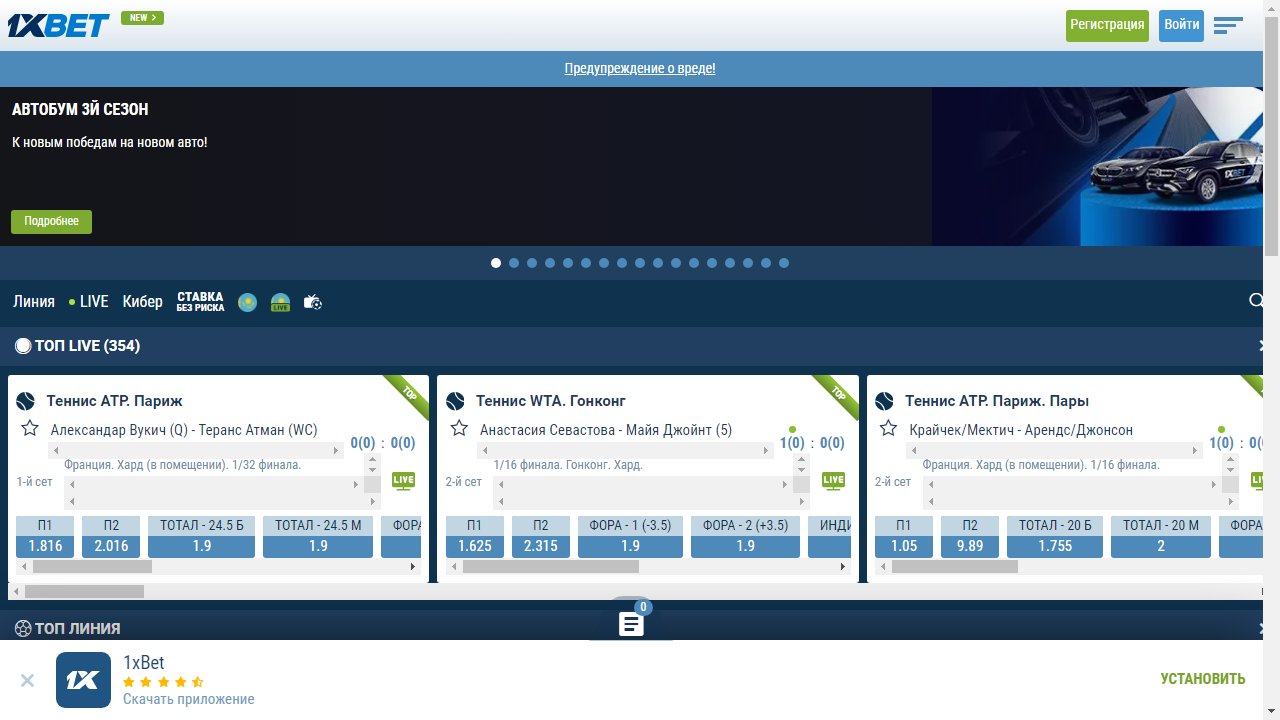 1XBET
NEW >
Регистрация
Войти
Предупреждение о вреде!
АВТОБУМ 3Й СЕЗОН
К новым победам на новом авто!
1XBET
Подробнее
Линия
LIVE
Кибер
СТАВКА
БЕЗ РИСКА
LIVE
ТОП LIVE (354)
Теннис ATP. Париж
TOP
Александар Вукич (Q) - Теранс Атман (WC)
0(0) : 0(0)
Франция. Хард (в помещении). 1/32 финала.
1-й сет
LIVE
П1 П2 ТОТАЛ - 24.5 Б ТОТАЛ - 24.5 М ФОРА
1.816 2.016 1.9 1.9
Теннис WTA. Гонконг
TOP
Анастасия Севастова - Майя Джойнт (5)
1(0) : 0(0)
1/16 финала. Гонконг. Хард.
2-й сет
LIVE
П1 П2 ФОРА - 1 (-3.5) ФОРА - 2 (+3.5) ИНДИ
1.625 2.315 1.9 1.9
Теннис ATP. Париж. Пары
Крайчек/Мектич - Арендс/Джонсон
1(0) : 0(
Франция. Хард (в помещении). 1/16 финала.
2-й сет
П1 П2 ТОТАЛ - 20 Б ТОТАЛ - 20 М ФОРА
1.05 9.89 1.755 2
0
ТОП ЛИНИЯ
1X
1xBet
Скачать приложение
УСТАНОВИТЬ